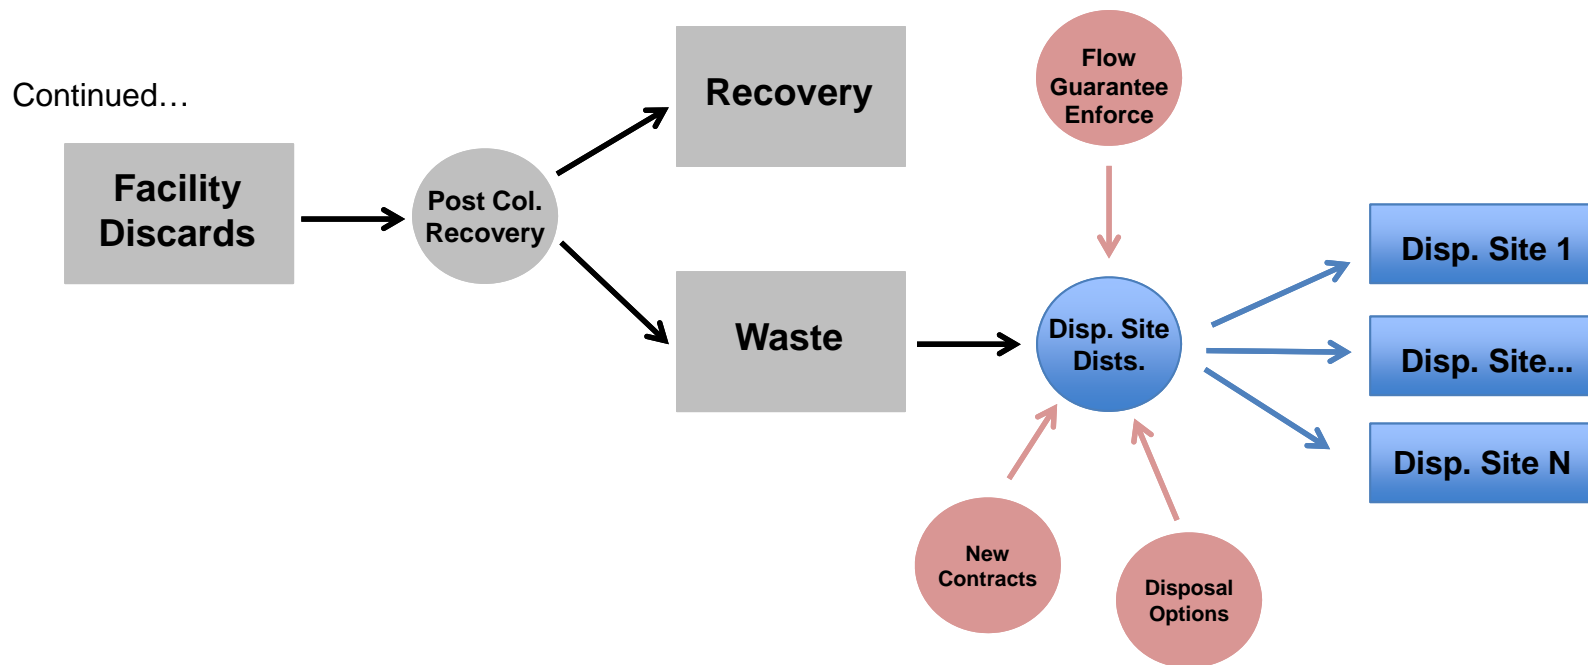 Continued…
Facility
Discards
Post Col.
Recovery
Recovery
Waste
Flow
Guarantee
Enforce
Disp. Site
Dists.
New
Contracts
Disposal
Options
Disp. Site 1
Disp. Site...
Disp. Site N